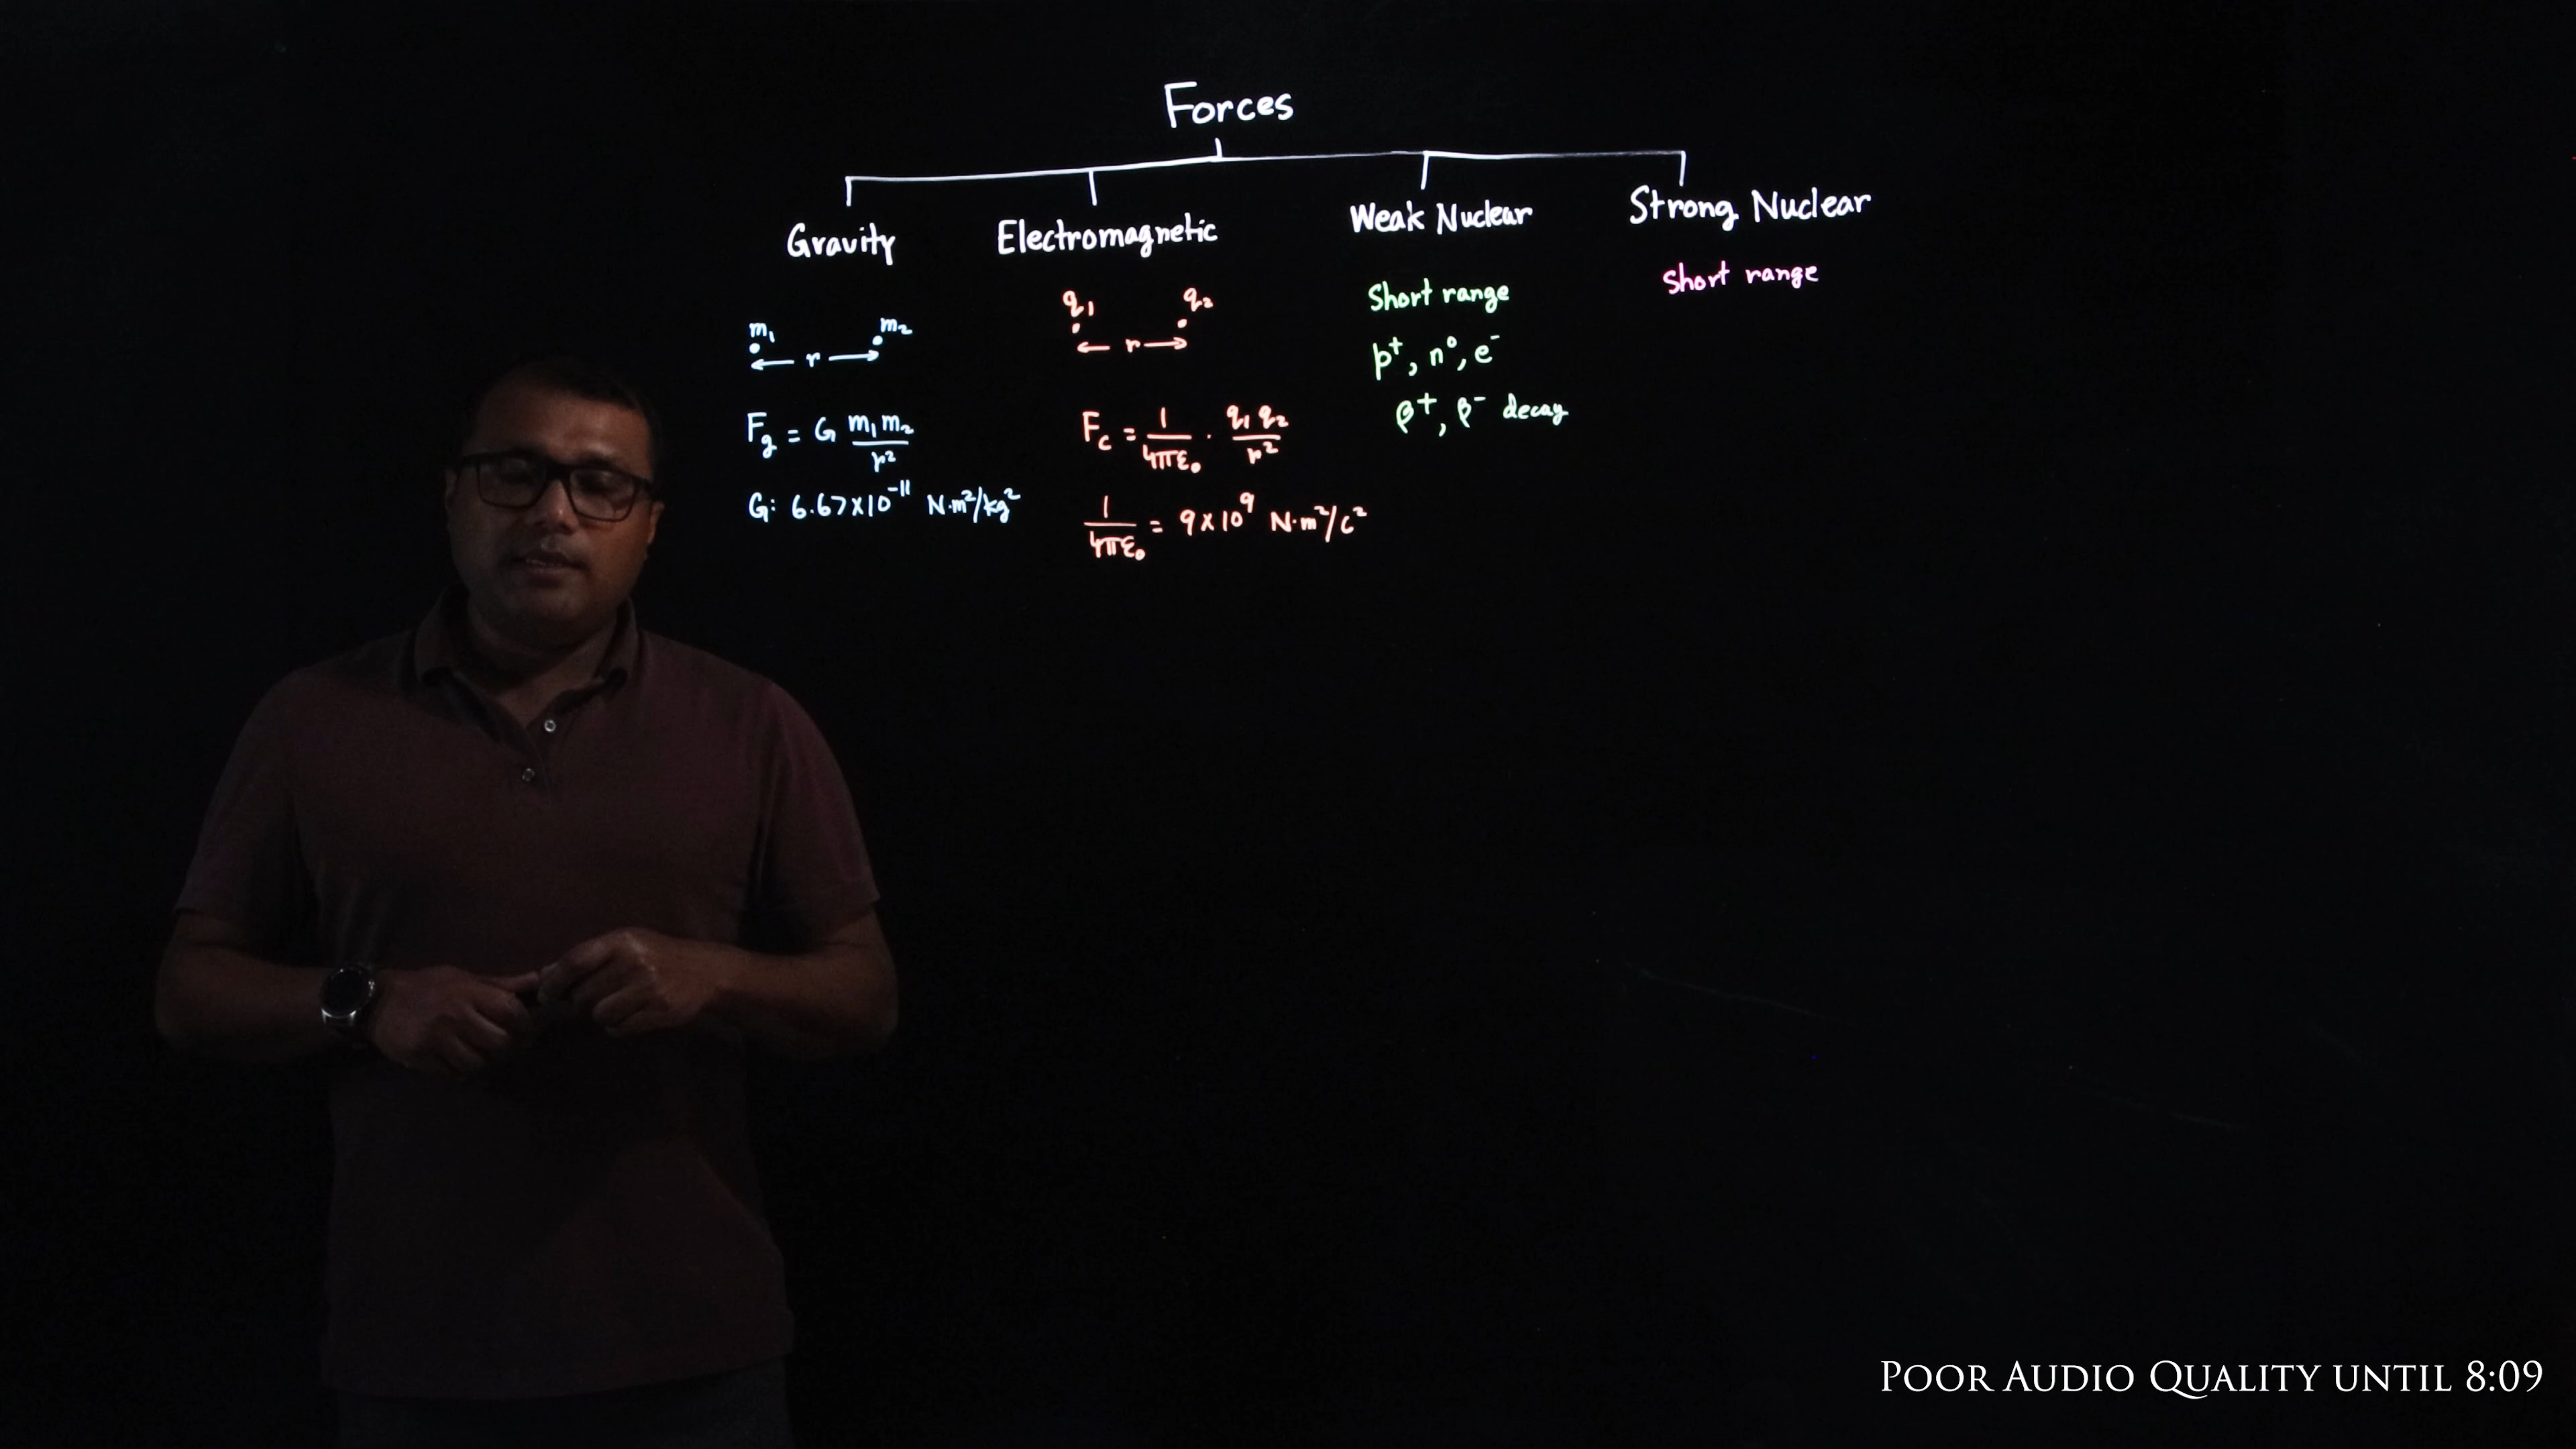 Forces
Gravity
Electromagnetic
Weak Nuclear
Strong Nuclear
m₁ m₂
← r →
F_g = G m₁m₂/r²
G: 6.67×10⁻¹¹ N·m²/kg²
q₁ q₂
← r →
F_c = 1/4πε₀ · q₁q₂/r²
1/4πε₀ = 9×10⁹ N·m²/c²
Short range
p⁺, n⁰, e⁻
β⁺, β⁻ decay
Short range
Poor Audio Quality until 8:09